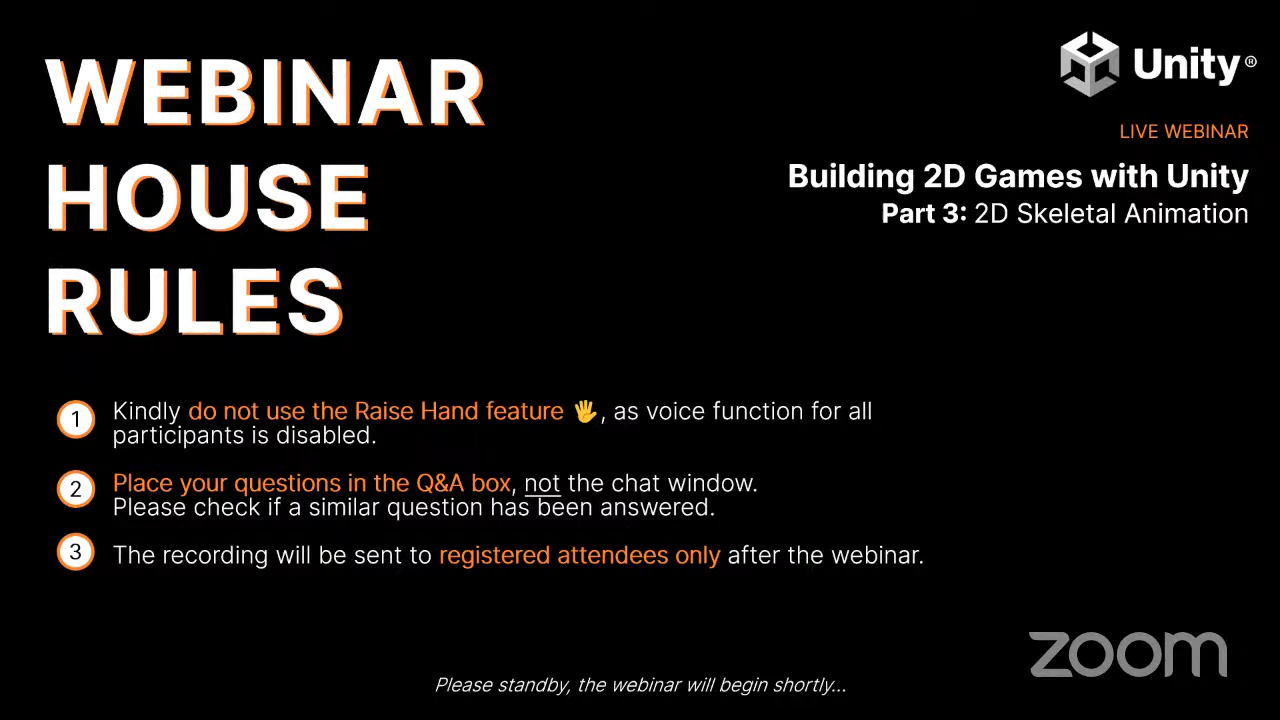 WEBINAR
HOUSE
RULES
Unity®
LIVE WEBINAR
Building 2D Games with Unity
Part 3: 2D Skeletal Animation
1 Kindly do not use the Raise Hand feature 🖐, as voice function for all
participants is disabled.
2 Place your questions in the Q&A box, not the chat window.
Please check if a similar question has been answered.
3 The recording will be sent to registered attendees only after the webinar.
zoom
Please standby, the webinar will begin shortly...